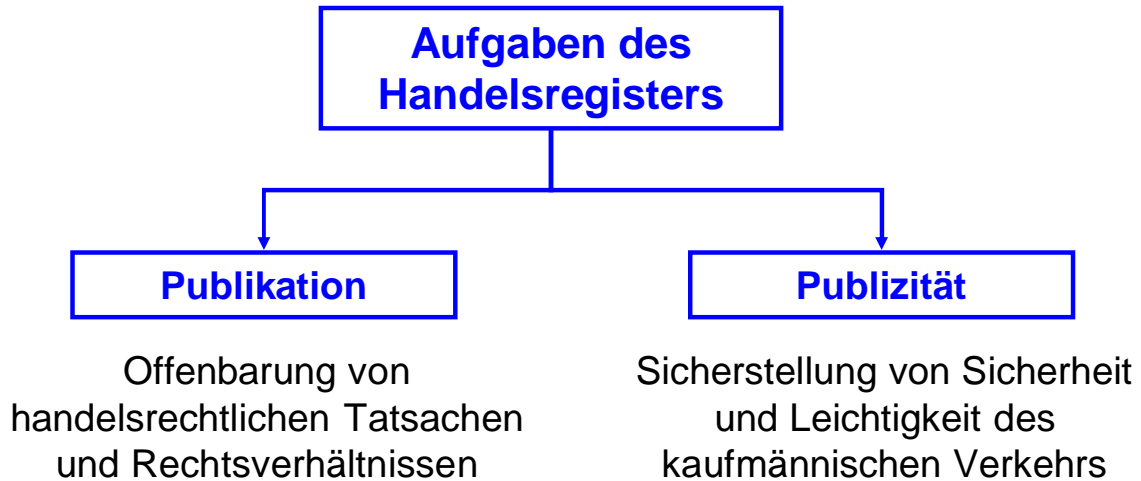 Aufgaben des
Handelsregisters
Publikation
Offenbarung von
handelsrechtlichen Tatsachen
und Rechtsverhältnissen
Publizität
Sicherstellung von Sicherheit
und Leichtigkeit des
kaufmännischen Verkehrs